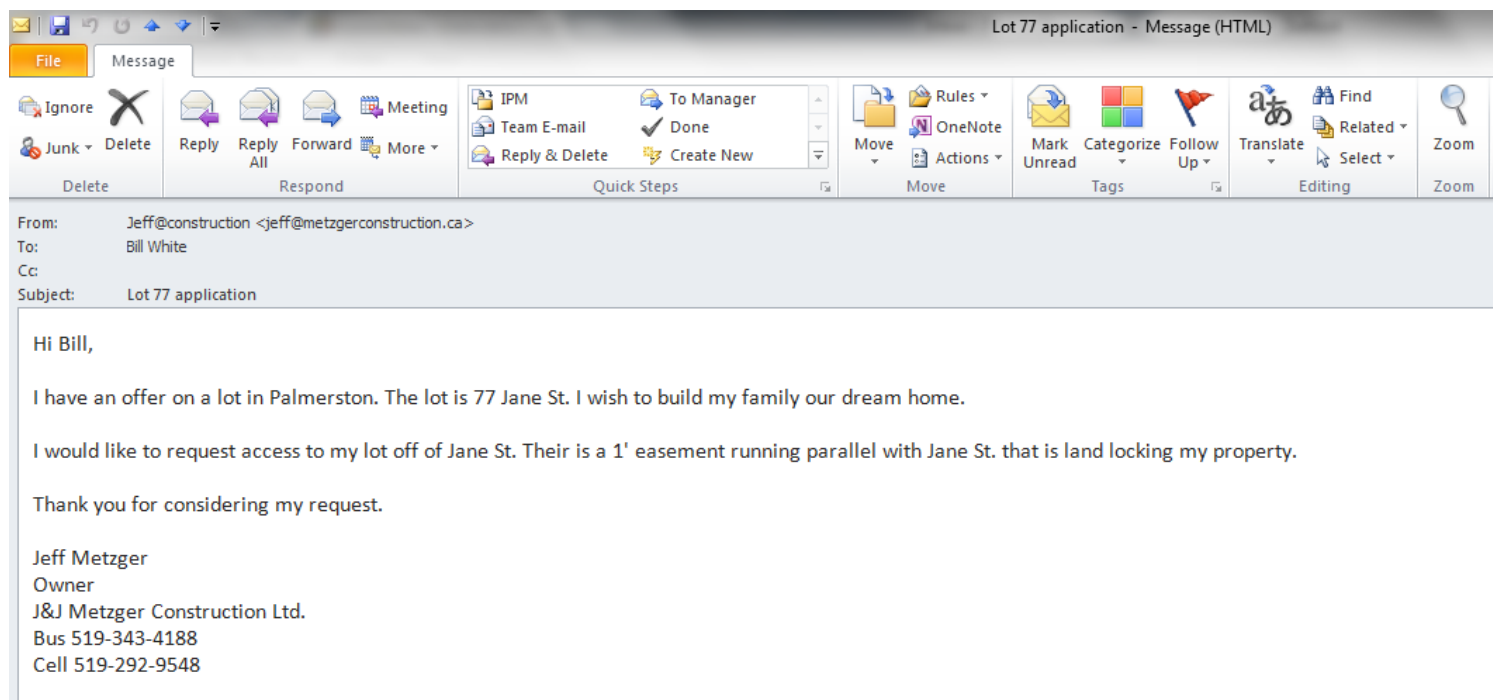 Lot 77 application - Message (HTML)
File Message
Ignore Delete Reply Reply All Forward Meeting IPM To Manager Move Rules Mark Unread Categorize Follow Up Translate Find Zoom
Junk More Team E-mail Done OneNote Related
Reply & Delete Create New Actions Select
Delete Respond Quick Steps Move Tags Editing Zoom
From: Jeff@construction <jeff@metzgerconstruction.ca>
To: Bill White
Cc:
Subject: Lot 77 application
Hi Bill,
I have an offer on a lot in Palmerston. The lot is 77 Jane St. I wish to build my family our dream home.
I would like to request access to my lot off of Jane St. Their is a 1' easement running parallel with Jane St. that is land locking my property.
Thank you for considering my request.
Jeff Metzger
Owner
J&J Metzger Construction Ltd.
Bus 519-343-4188
Cell 519-292-9548